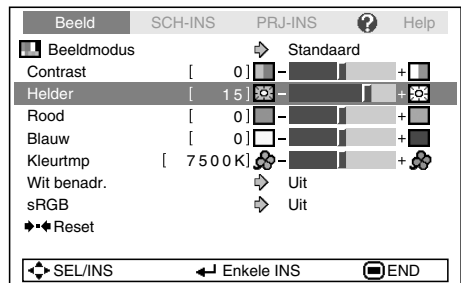 Beeld SCH-INS PRJ-INS ? Help
Beeldmodus Standaard
Contrast [ 0] - +
Helder [ 15] - +
Rood [ 0] - +
Blauw [ 0] - +
Kleurtmp [ 7500K] - +
Wit benadr. Uit
sRGB Uit
Reset
SEL/INS Enkele INS END